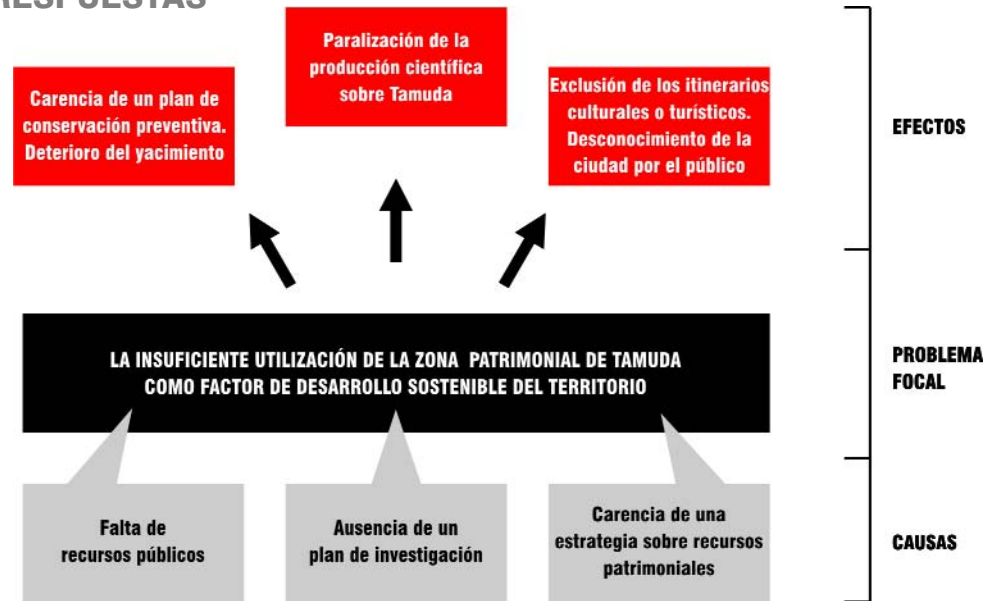 RESPUESTAS
Paralización de la
producción científica
sobre Tamuda
Carencia de un plan de
conservación preventiva.
Deterioro del yacimiento
Exclusión de los itinerarios
culturales o turísticos.
Desconocimiento de la
ciudad por el público
EFECTOS
LA INSUFICIENTE UTILIZACIÓN DE LA ZONA PATRIMONIAL DE TAMUDA
COMO FACTOR DE DESARROLLO SOSTENIBLE DEL TERRITORIO
PROBLEMA
FOCAL
Falta de
recursos públicos
Ausencia de un
plan de investigación
Carencia de una
estrategia sobre recursos
patrimoniales
CAUSAS